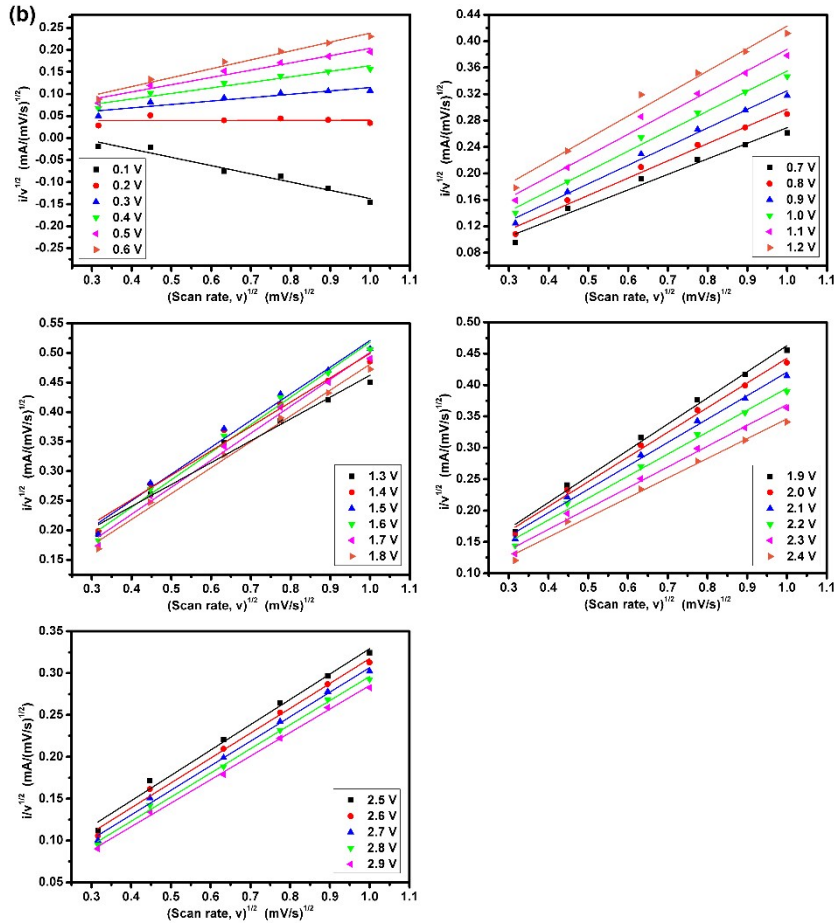 (b)
i/v^1/2 (mA/(mV/s)^1/2)
0.25
0.20
0.15
0.10
0.05
0.00
-0.05
-0.10
-0.15
-0.20
-0.25
0.1 V
0.2 V
0.3 V
0.4 V
0.5 V
0.6 V
0.3 0.4 0.5 0.6 0.7 0.8 0.9 1.0 1.1
(Scan rate, v)^1/2 (mV/s)^1/2
i/v^1/2 (mA/(mV/s)^1/2)
0.44
0.40
0.36
0.32
0.28
0.24
0.20
0.16
0.12
0.08
0.7 V
0.8 V
0.9 V
1.0 V
1.1 V
1.2 V
0.3 0.4 0.5 0.6 0.7 0.8 0.9 1.0 1.1
(Scan rate, v)^1/2 (mV/s)^1/2
i/v^1/2 (mA/(mV/s)^1/2)
0.55
0.50
0.45
0.40
0.35
0.30
0.25
0.20
0.15
1.3 V
1.4 V
1.5 V
1.6 V
1.7 V
1.8 V
0.3 0.4 0.5 0.6 0.7 0.8 0.9 1.0 1.1
(Scan rate, v)^1/2 (mV/s)^1/2
i/v^1/2 (mA/(mV/s)^1/2)
0.50
0.45
0.40
0.35
0.30
0.25
0.20
0.15
0.10
1.9 V
2.0 V
2.1 V
2.2 V
2.3 V
2.4 V
0.3 0.4 0.5 0.6 0.7 0.8 0.9 1.0 1.1
(Scan rate, v)^1/2 (mV/s)^1/2
i/v^1/2 (mA/(mV/s)^1/2)
0.35
0.30
0.25
0.20
0.15
0.10
0.05
2.5 V
2.6 V
2.7 V
2.8 V
2.9 V
0.3 0.4 0.5 0.6 0.7 0.8 0.9 1.0 1.1
(Scan rate, v)^1/2 (mV/s)^1/2